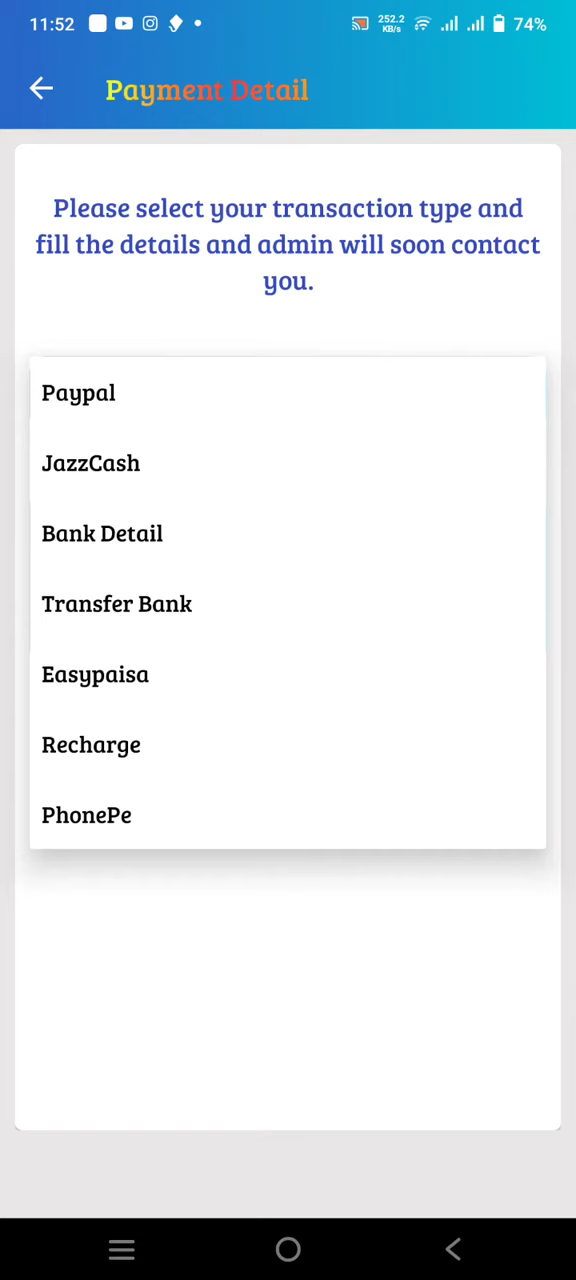 11:52
252.2
KB/s
74%
Payment Detail
Please select your transaction type and
fill the details and admin will soon contact
you.
Paypal
JazzCash
Bank Detail
Transfer Bank
Easypaisa
Recharge
PhonePe